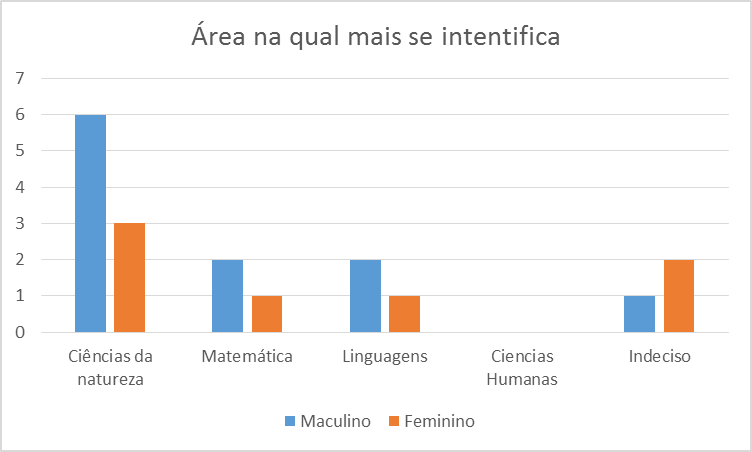 Área na qual mais se intentifica
7
6
5
4
3
2
1
0
Ciências da
natureza
Matemática
Linguagens
Ciencias
Humanas
Indeciso
Maculino
Feminino